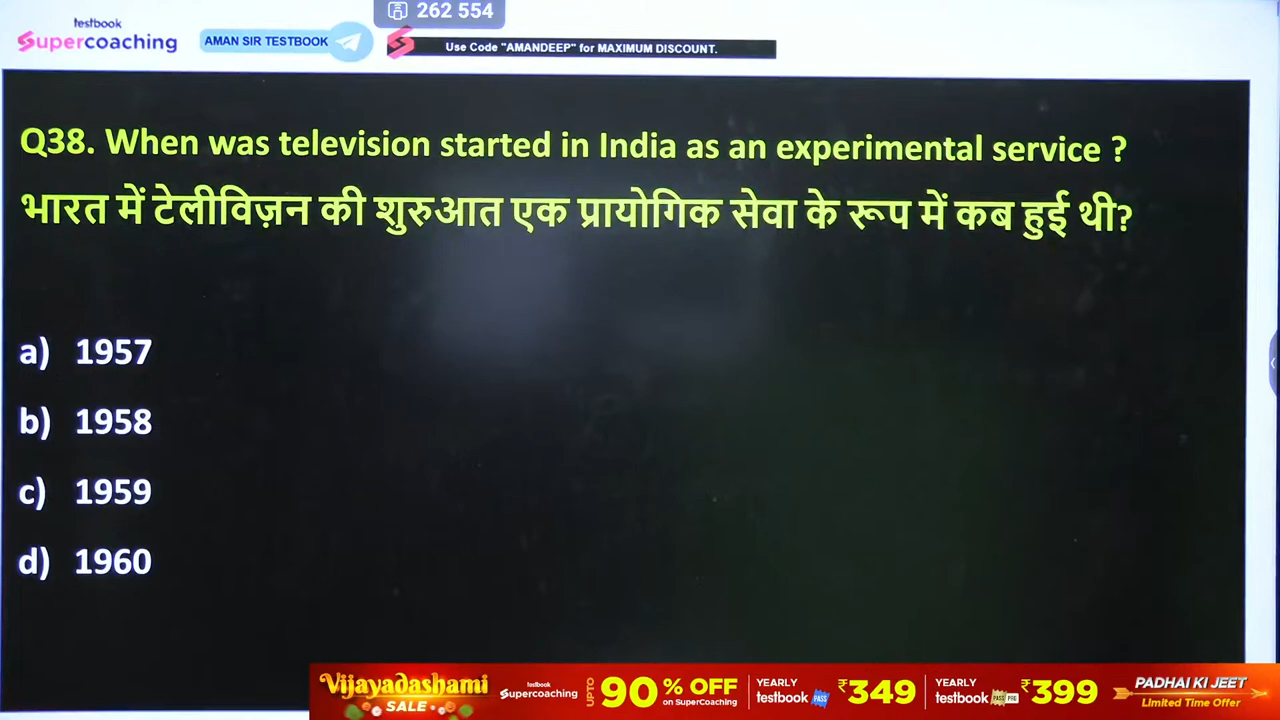 262 554
testbook
Supercoaching
AMAN SIR TESTBOOK
Use Code "AMANDEEP" for MAXIMUM DISCOUNT.
Q38. When was television started in India as an experimental service ?
भारत में टेलीविज़न की शुरुआत एक प्रायोगिक सेवा के रूप में कब हुई थी?
a) 1957
b) 1958
c) 1959
d) 1960
Vijayadashami
SALE
testbook
Supercoaching
UPTO
90 % OFF
on SuperCoaching
YEARLY
testbook PASS
₹349
YEARLY
testbook PASS PRO
₹399
PADHAI KI JEET
Limited Time Offer